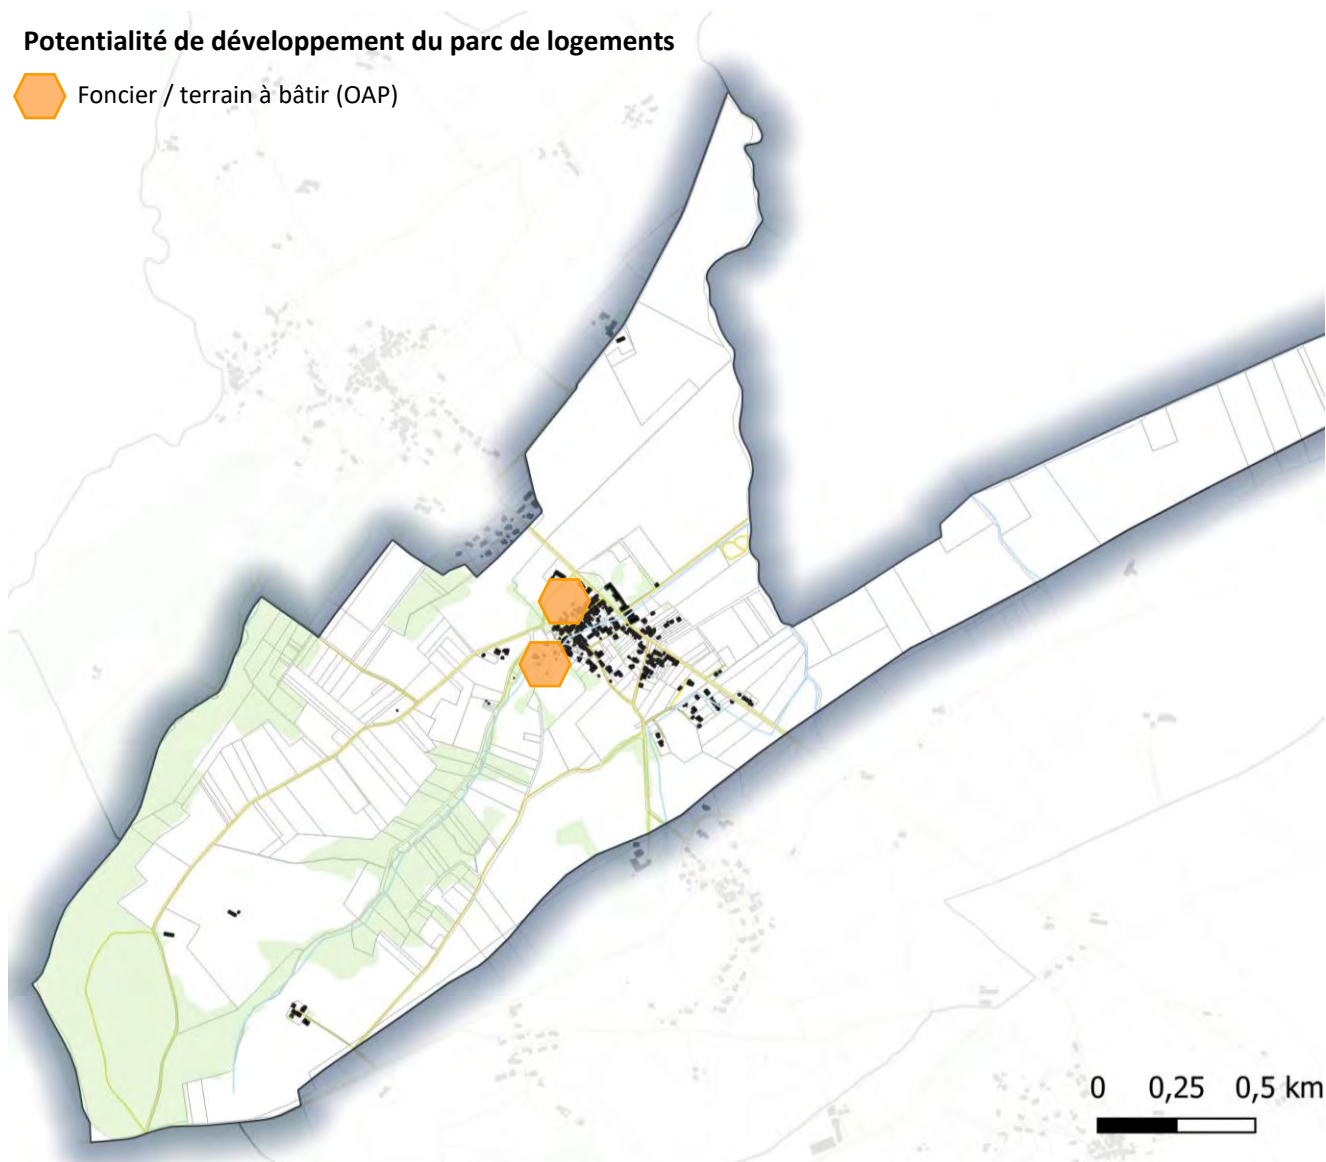 Potentialité de développement du parc de logements
Foncier / terrain à bâtir (OAP)
0 0,25 0,5 km